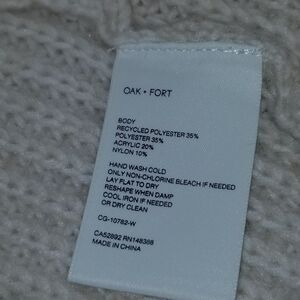 OAK + FORT
BODY
RECYCLED POLYESTER 35%
POLYESTER 35%
ACRYLIC 20%
NYLON 10%
HAND WASH COLD
ONLY NON-CHLORINE BLEACH IF NEEDED
LAY FLAT TO DRY
RESHAPE WHEN DAMP
COOL IRON IF NEEDED
OR DRY CLEAN
CG-10782-W
CA52892 RN148388
MADE IN CHINA